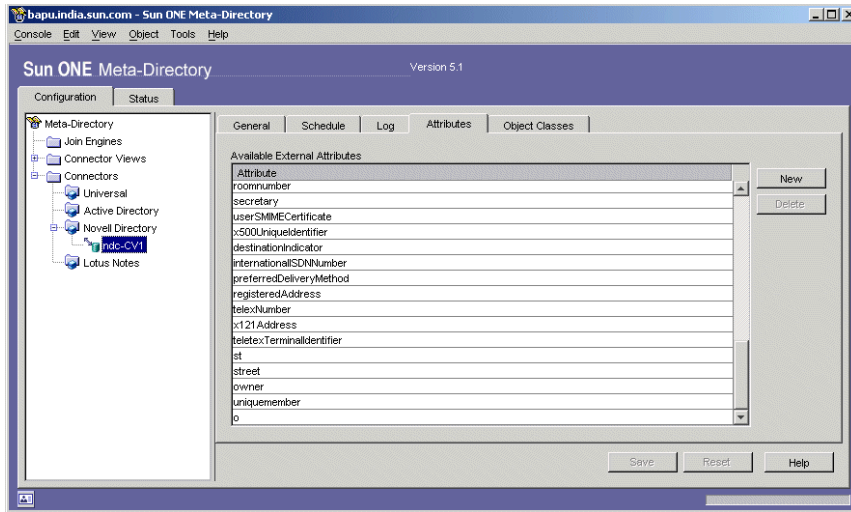 bapu.india.sun.com - Sun ONE Meta-Directory
Console Edit View Object Tools Help
Sun ONE Meta-Directory Version 5.1
Configuration Status
Meta-Directory
Join Engines
Connector Views
Connectors
Universal
Active Directory
Novell Directory
ndc-CV1
Lotus Notes
General Schedule Log Attributes Object Classes
Available External Attributes
Attribute
roomnumber
secretary
userSMIMECertificate
x500UniqueIdentifier
destinationIndicator
internationalISDNNumber
preferredDeliveryMethod
registeredAddress
telexNumber
x121Address
teletexTerminalIdentifier
st
street
owner
uniquemember
o
New
Delete
Save Reset Help